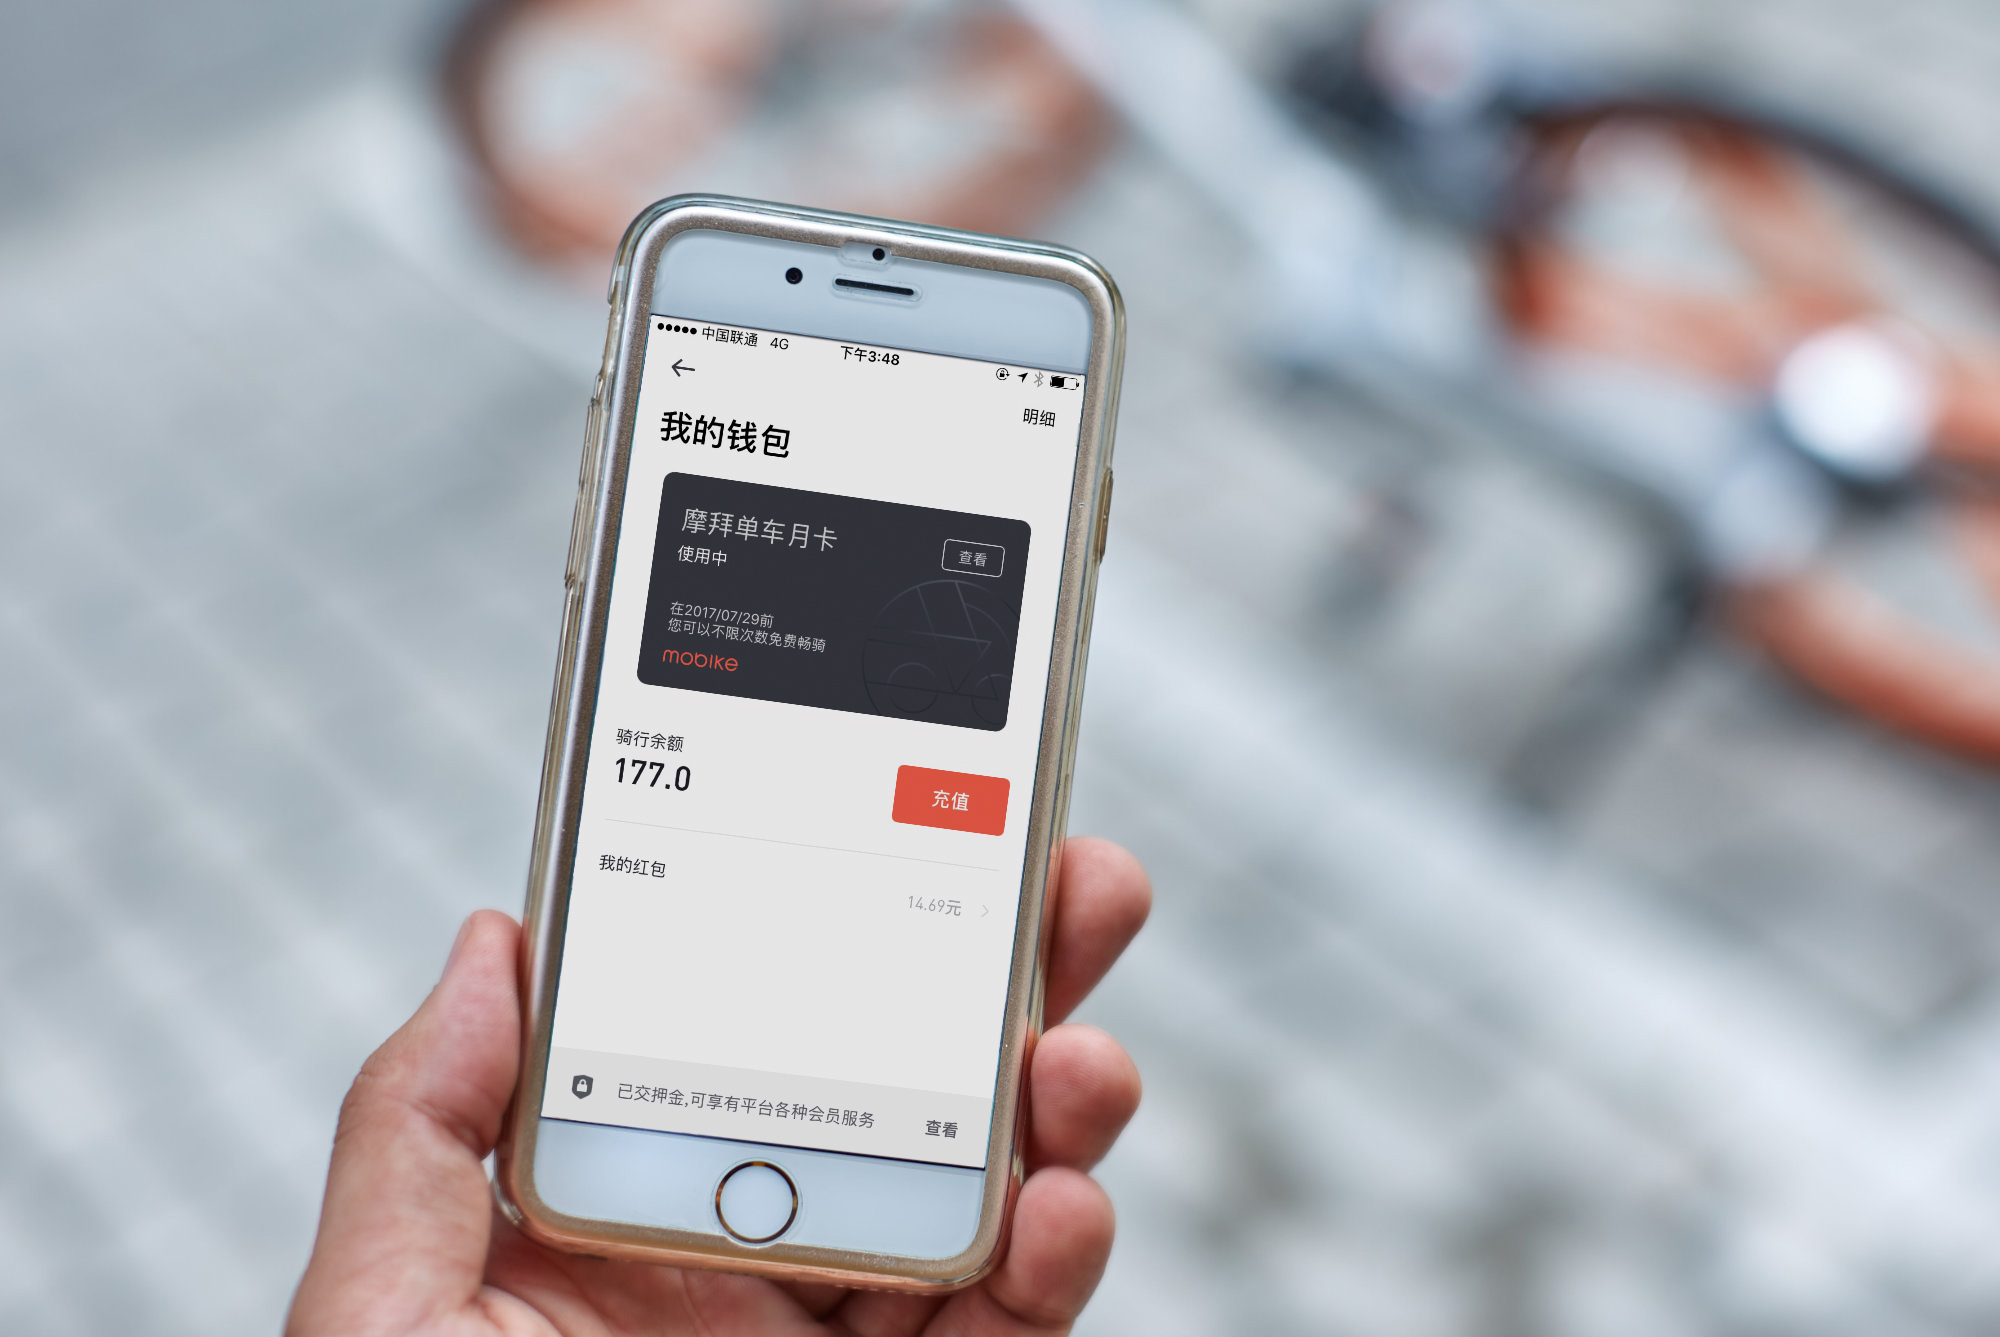 中国联通 4G 下午3:48
明细
我的钱包
摩拜单车月卡
使用中
查看
在2017/07/29前
您可以不限次数免费畅骑
mobike
骑行余额
177.0
充值
我的红包
14.69元
已交押金,可享有平台各种会员服务
查看